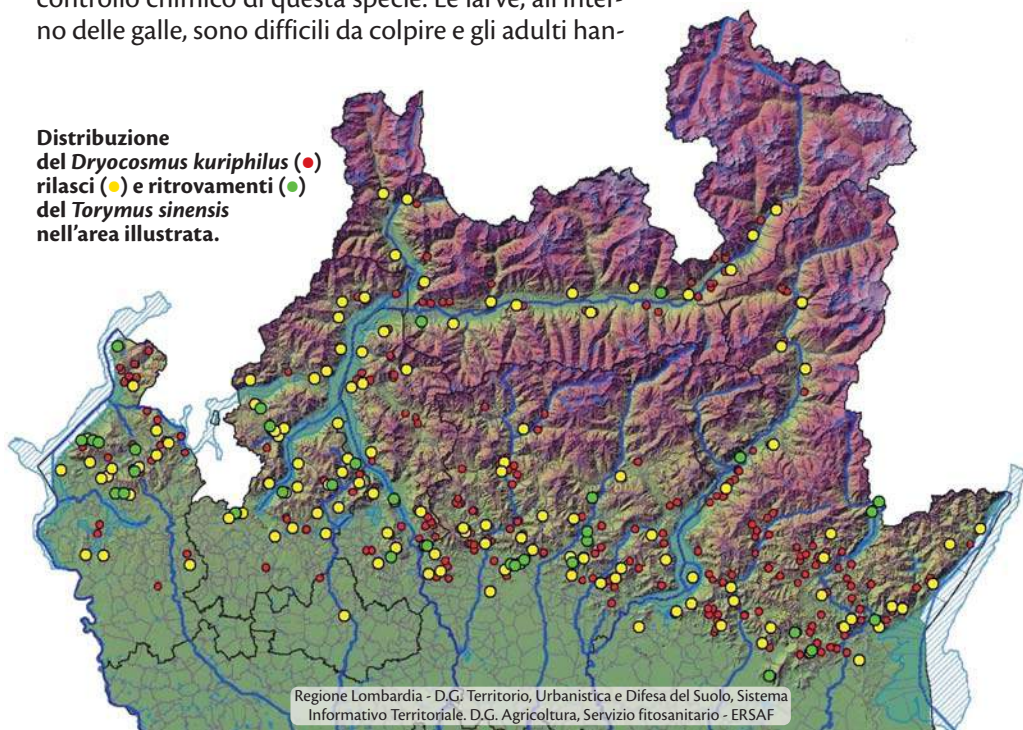 controllo chimico di questa specie. Le larve, all'inter-
no delle galle, sono difficili da colpire e gli adulti han-
Distribuzione
del Dryocosmus kuriphilus (●)
rilasci (●) e ritrovamenti (●)
del Torymus sinensis
nell'area illustrata.
Regione Lombardia - D.G. Territorio, Urbanistica e Difesa del Suolo, Sistema
Informativo Territoriale. D.G. Agricoltura, Servizio fitosanitario - ERSAF